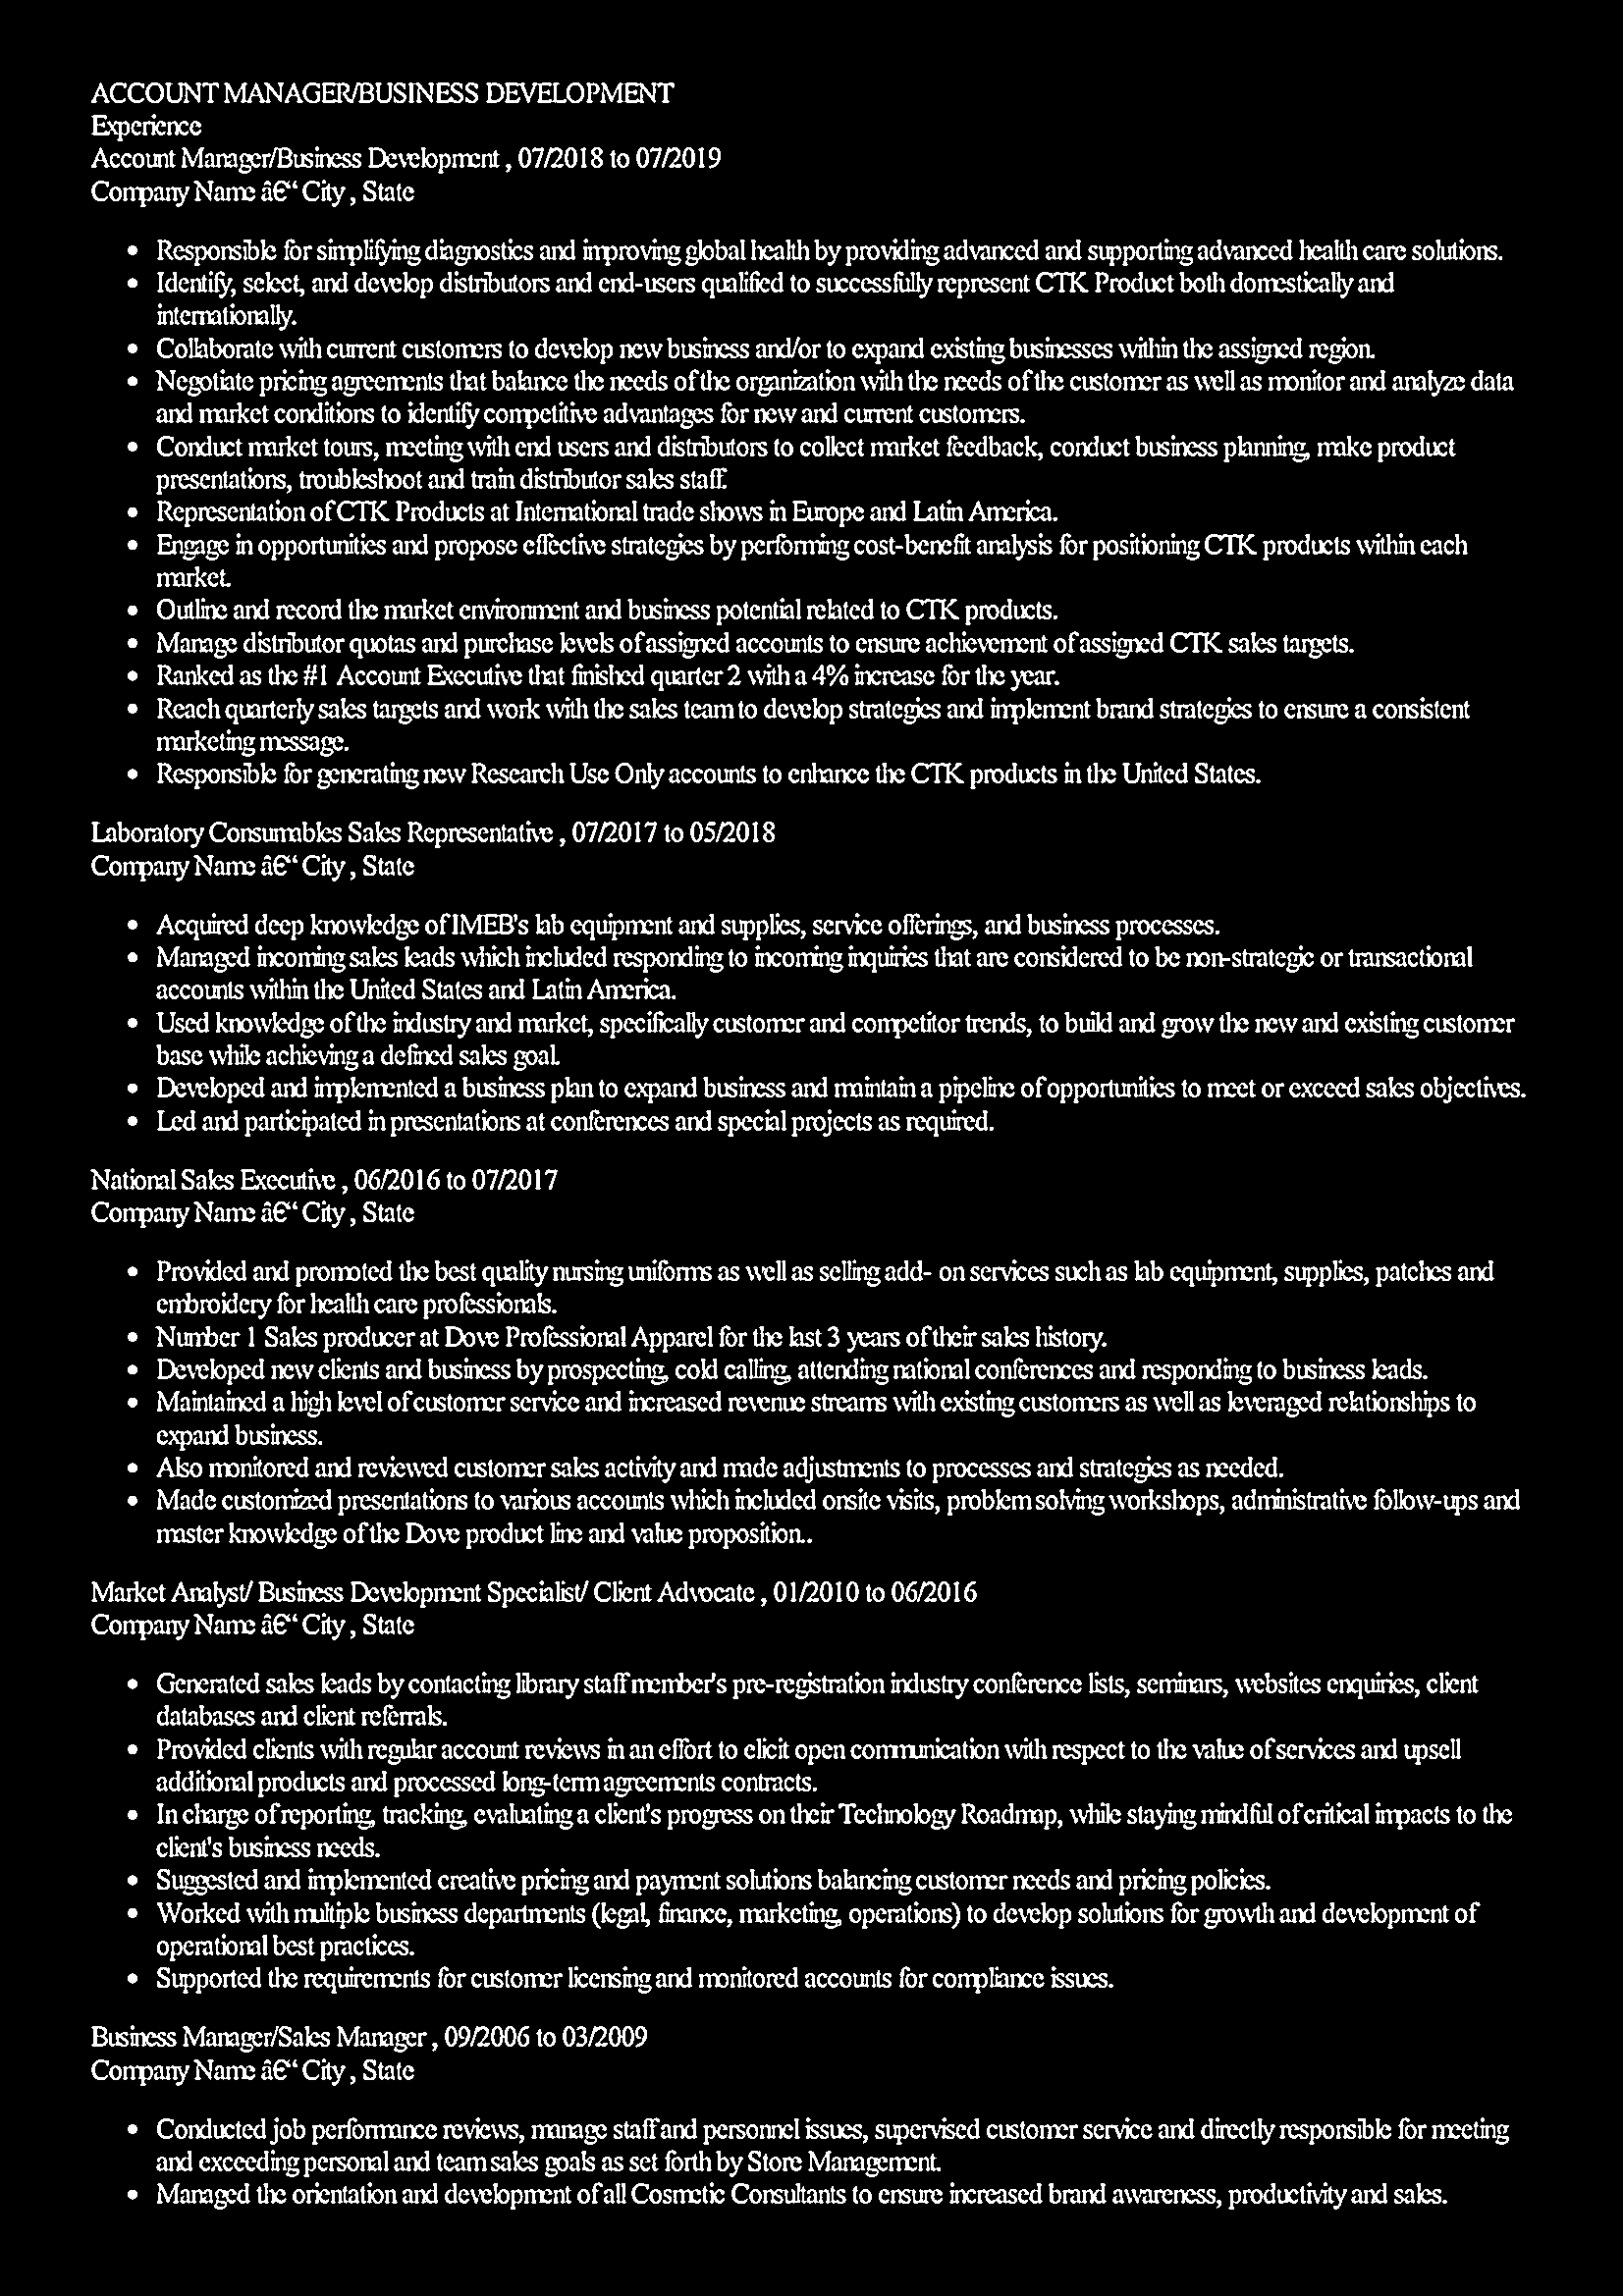 ACCOUNT MANAGER/BUSINESS DEVELOPMENT
Experience
Account Manager/Business Development , 07/2018 to 07/2019
Company Name â€“ City , State
• Responsible for simplifying diagnostics and improving global health by providing advanced and supporting advanced health care solutions.
• Identify, select, and develop distributors and end-users qualified to successfully represent CTK Product both domestically and
internationally.
• Collaborate with current customers to develop new business and/or to expand existing businesses within the assigned region.
• Negotiate pricing agreements that balance the needs of the organization with the needs of the customer as well as monitor and analyze data
and market conditions to identify competitive advantages for new and current customers.
• Conduct market tours, meeting with end users and distributors to collect market feedback, conduct business planning, make product
presentations, troubleshoot and train distributor sales staff.
• Representation of CTK Products at International trade shows in Europe and Latin America.
• Engage in opportunities and propose effective strategies by performing cost-benefit analysis for positioning CTK products within each
market.
• Outline and record the market environment and business potential related to CTK products.
• Manage distributor quotas and purchase levels of assigned accounts to ensure achievement of assigned CTK sales targets.
• Ranked as the #1 Account Executive that finished quarter 2 with a 4% increase for the year.
• Reach quarterly sales targets and work with the sales team to develop strategies and implement brand strategies to ensure a consistent
marketing message.
• Responsible for generating new Research Use Only accounts to enhance the CTK products in the United States.
Laboratory Consumables Sales Representative , 07/2017 to 05/2018
Company Name â€“ City , State
• Acquired deep knowledge of IMEB's lab equipment and supplies, service offerings, and business processes.
• Managed incoming sales leads which included responding to incoming inquiries that are considered to be non-strategic or transactional
accounts within the United States and Latin America.
• Used knowledge of the industry and market, specifically customer and competitor trends, to build and grow the new and existing customer
base while achieving a defined sales goal.
• Developed and implemented a business plan to expand business and maintain a pipeline of opportunities to meet or exceed sales objectives.
• Led and participated in presentations at conferences and special projects as required.
National Sales Executive , 06/2016 to 07/2017
Company Name â€“ City , State
• Provided and promoted the best quality nursing uniforms as well as selling add- on services such as lab equipment, supplies, patches and
embroidery for health care professionals.
• Number 1 Sales producer at Dove Professional Apparel for the last 3 years of their sales history.
• Developed new clients and business by prospecting, cold calling, attending national conferences and responding to business leads.
• Maintained a high level of customer service and increased revenue streams with existing customers as well as leveraged relationships to
expand business.
• Also monitored and reviewed customer sales activity and made adjustments to processes and strategies as needed.
• Made customized presentations to various accounts which included onsite visits, problem solving workshops, administrative follow-ups and
master knowledge of the Dove product line and value proposition..
Market Analyst/ Business Development Specialist/ Client Advocate , 01/2010 to 06/2016
Company Name â€“ City , State
• Generated sales leads by contacting library staff member's pre-registration industry conference lists, seminars, websites enquiries, client
databases and client referrals.
• Provided clients with regular account reviews in an effort to elicit open communication with respect to the value of services and upsell
additional products and processed long-term agreements contracts.
• In charge of reporting, tracking, evaluating a client's progress on their Technology Roadmap, while staying mindful of critical impacts to the
client's business needs.
• Suggested and implemented creative pricing and payment solutions balancing customer needs and pricing policies.
• Worked with multiple business departments (legal, finance, marketing, operations) to develop solutions for growth and development of
operational best practices.
• Supported the requirements for customer licensing and monitored accounts for compliance issues.
Business Manager/Sales Manager , 09/2006 to 03/2009
Company Name â€“ City , State
• Conducted job performance reviews, manage staff and personnel issues, supervised customer service and directly responsible for meeting
and exceeding personal and team sales goals as set forth by Store Management.
• Managed the orientation and development of all Cosmetic Consultants to ensure increased brand awareness, productivity and sales.